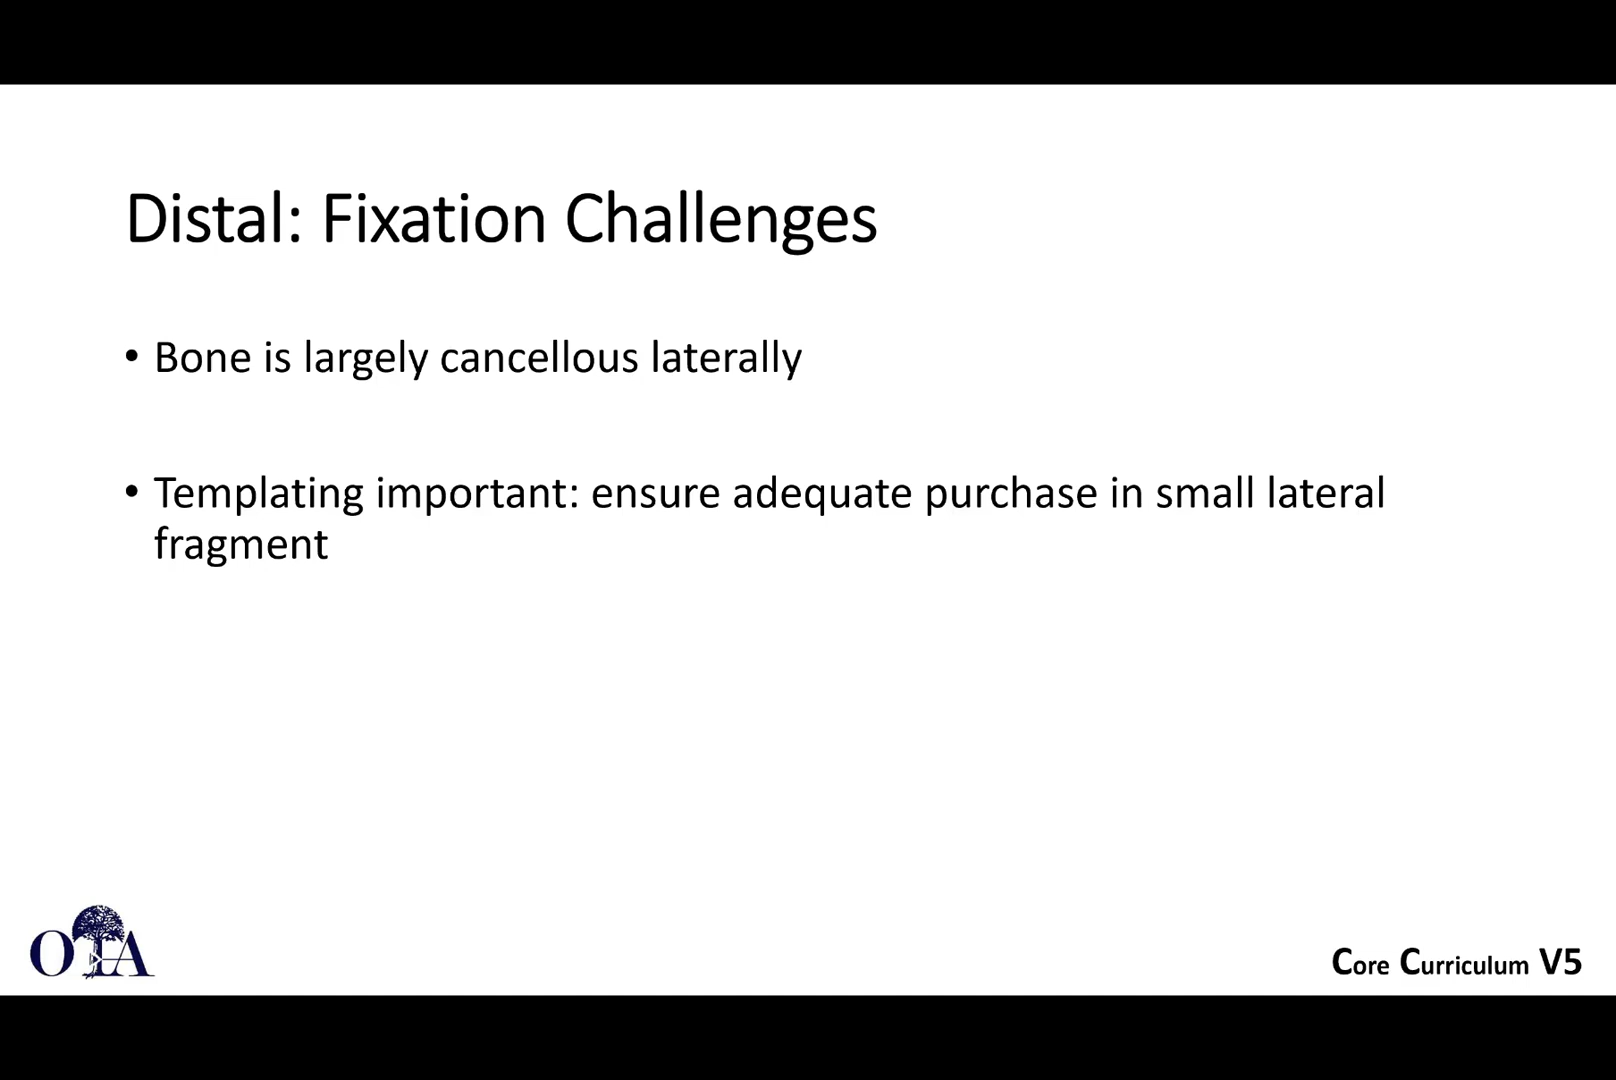 Distal: Fixation Challenges
• Bone is largely cancellous laterally
• Templating important: ensure adequate purchase in small lateral
fragment
OTA
Core Curriculum V5